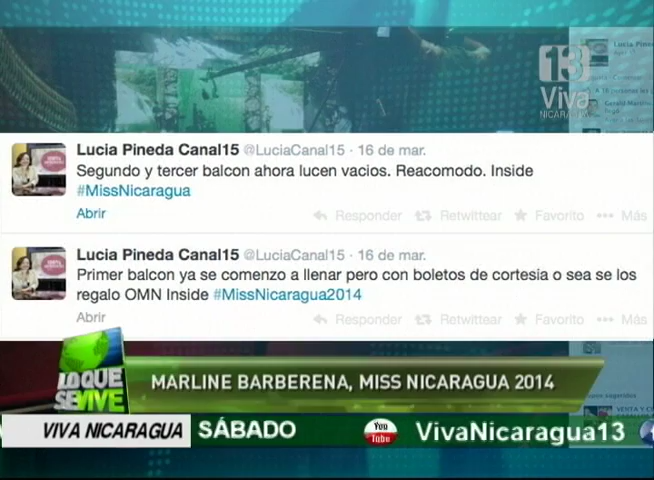 13
Viva
NICARAGUA
Lucia Pineda Canal15 @LuciaCanal15 · 16 de mar.
Segundo y tercer balcon ahora lucen vacios. Reacomodo. Inside
#MissNicaragua
Abrir
Responder Retwittear Favorito Más
Lucia Pineda Canal15 @LuciaCanal15 · 16 de mar.
Primer balcon ya se comenzo a llenar pero con boletos de cortesia o sea se los
regalo OMN Inside #MissNicaragua2014
Abrir
Responder Retwittear Favorito Más
LO QUE
SE VIVE
MARLINE BARBERENA, MISS NICARAGUA 2014
VIVA NICARAGUA SÁBADO You Tube VivaNicaragua13